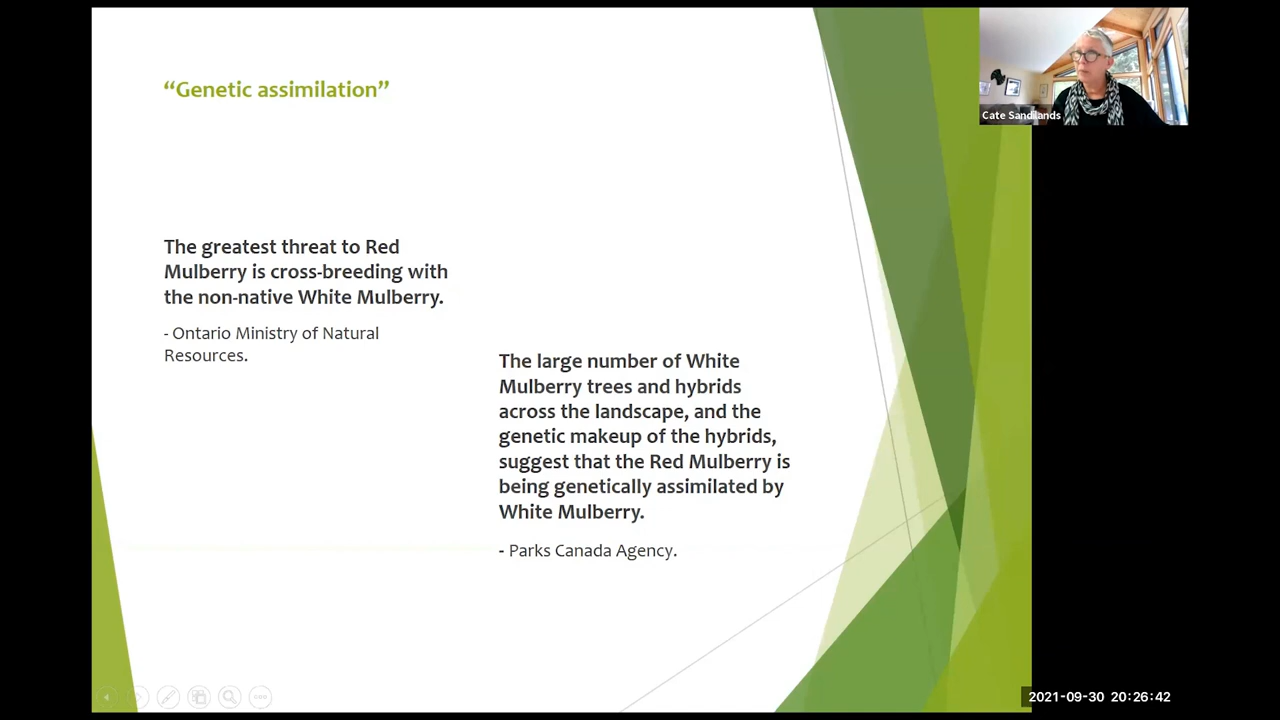 “Genetic assimilation”
The greatest threat to Red
Mulberry is cross-breeding with
the non-native White Mulberry.
- Ontario Ministry of Natural
Resources.
The large number of White
Mulberry trees and hybrids
across the landscape, and the
genetic makeup of the hybrids,
suggest that the Red Mulberry is
being genetically assimilated by
White Mulberry.
- Parks Canada Agency.
Cate Sandilands
2021-09-30 20:26:42